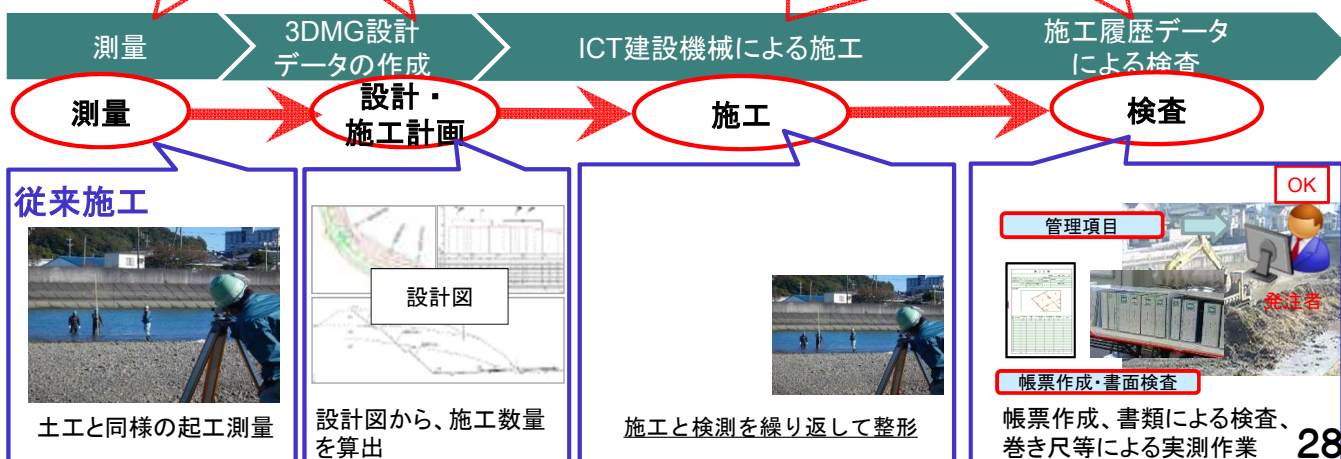 測量
3DMG設計
データの作成
ICT建設機械による施工
施工履歴データ
による検査
測量
設計・
施工計画
施工
検査
従来施工
土工と同様の起工測量
設計図
設計図から、施工数量
を算出
施工と検測を繰り返して整形
OK
管理項目
発注者
帳票作成・書面検査
帳票作成、書類による検査、
巻き尺等による実測作業
28